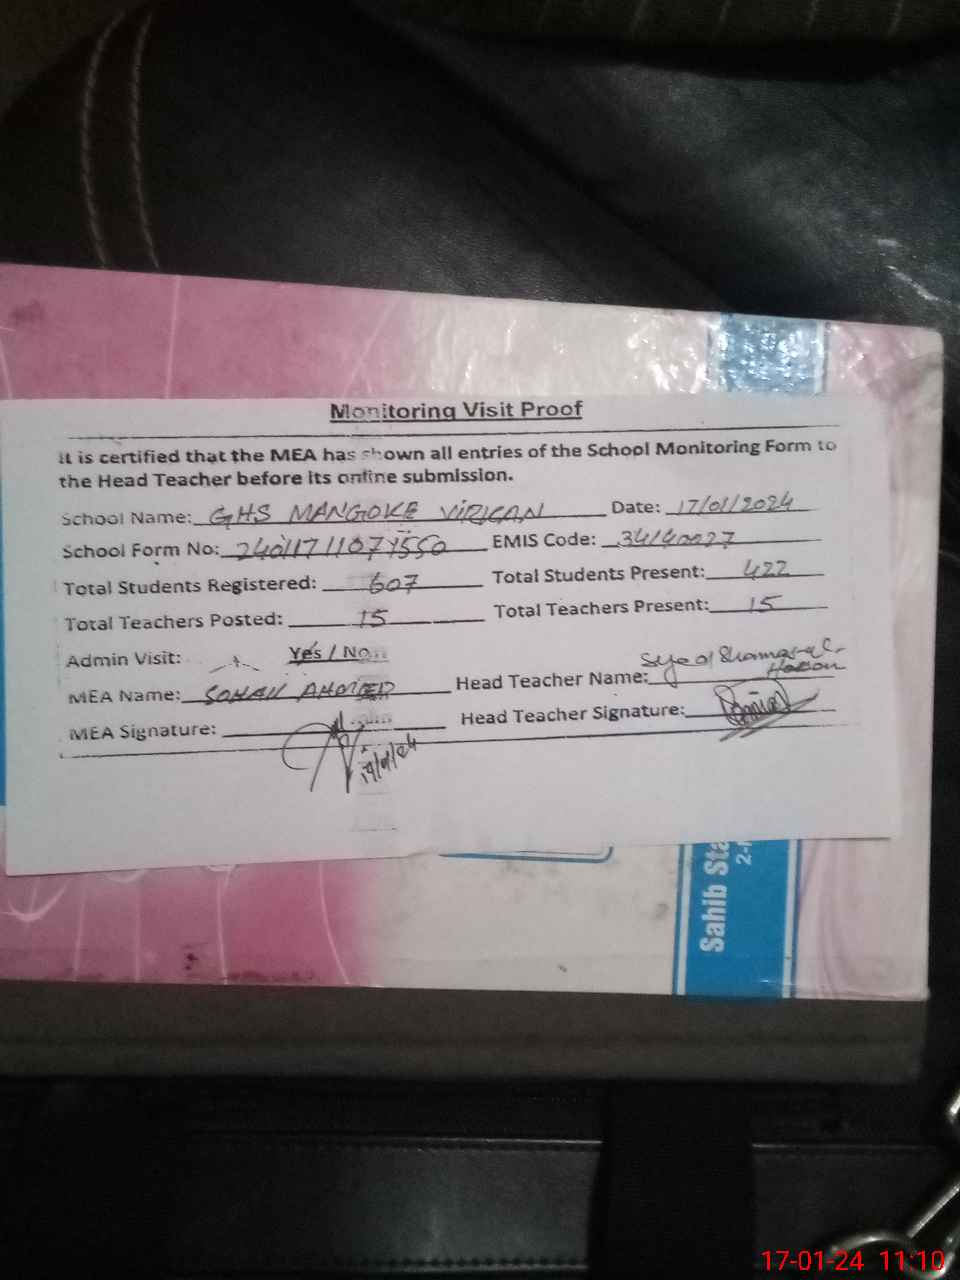 Monitoring Visit Proof
It is certified that the MEA has shown all entries of the School Monitoring Form to
the Head Teacher before its online submission.
School Name: GHS MANGOKE VIRKAN Date: 17/01/2024
School Form No: EMIS Code: 34140027
Total Students Registered: 607 Total Students Present: 422
Total Teachers Posted: 15 Total Teachers Present: 15
Admin Visit: Yes / No
MEA Name: SOHAN AHMED Head Teacher Name: Syed
MEA Signature: Head Teacher Signature:
Sahib
17-01-24 11:10